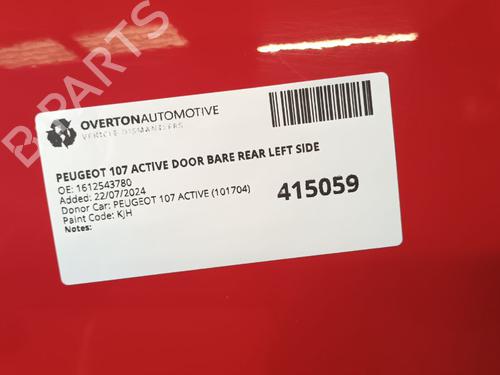 B-PARTS
OVERTONAUTOMOTIVE
VEHICLE DISMANTLERS
PEUGEOT 107 ACTIVE DOOR BARE REAR LEFT SIDE
OE: 1612543780
Added: 22/07/2024
Donor Car: PEUGEOT 107 ACTIVE (101704)
Paint Code: KJH
Notes:
415059